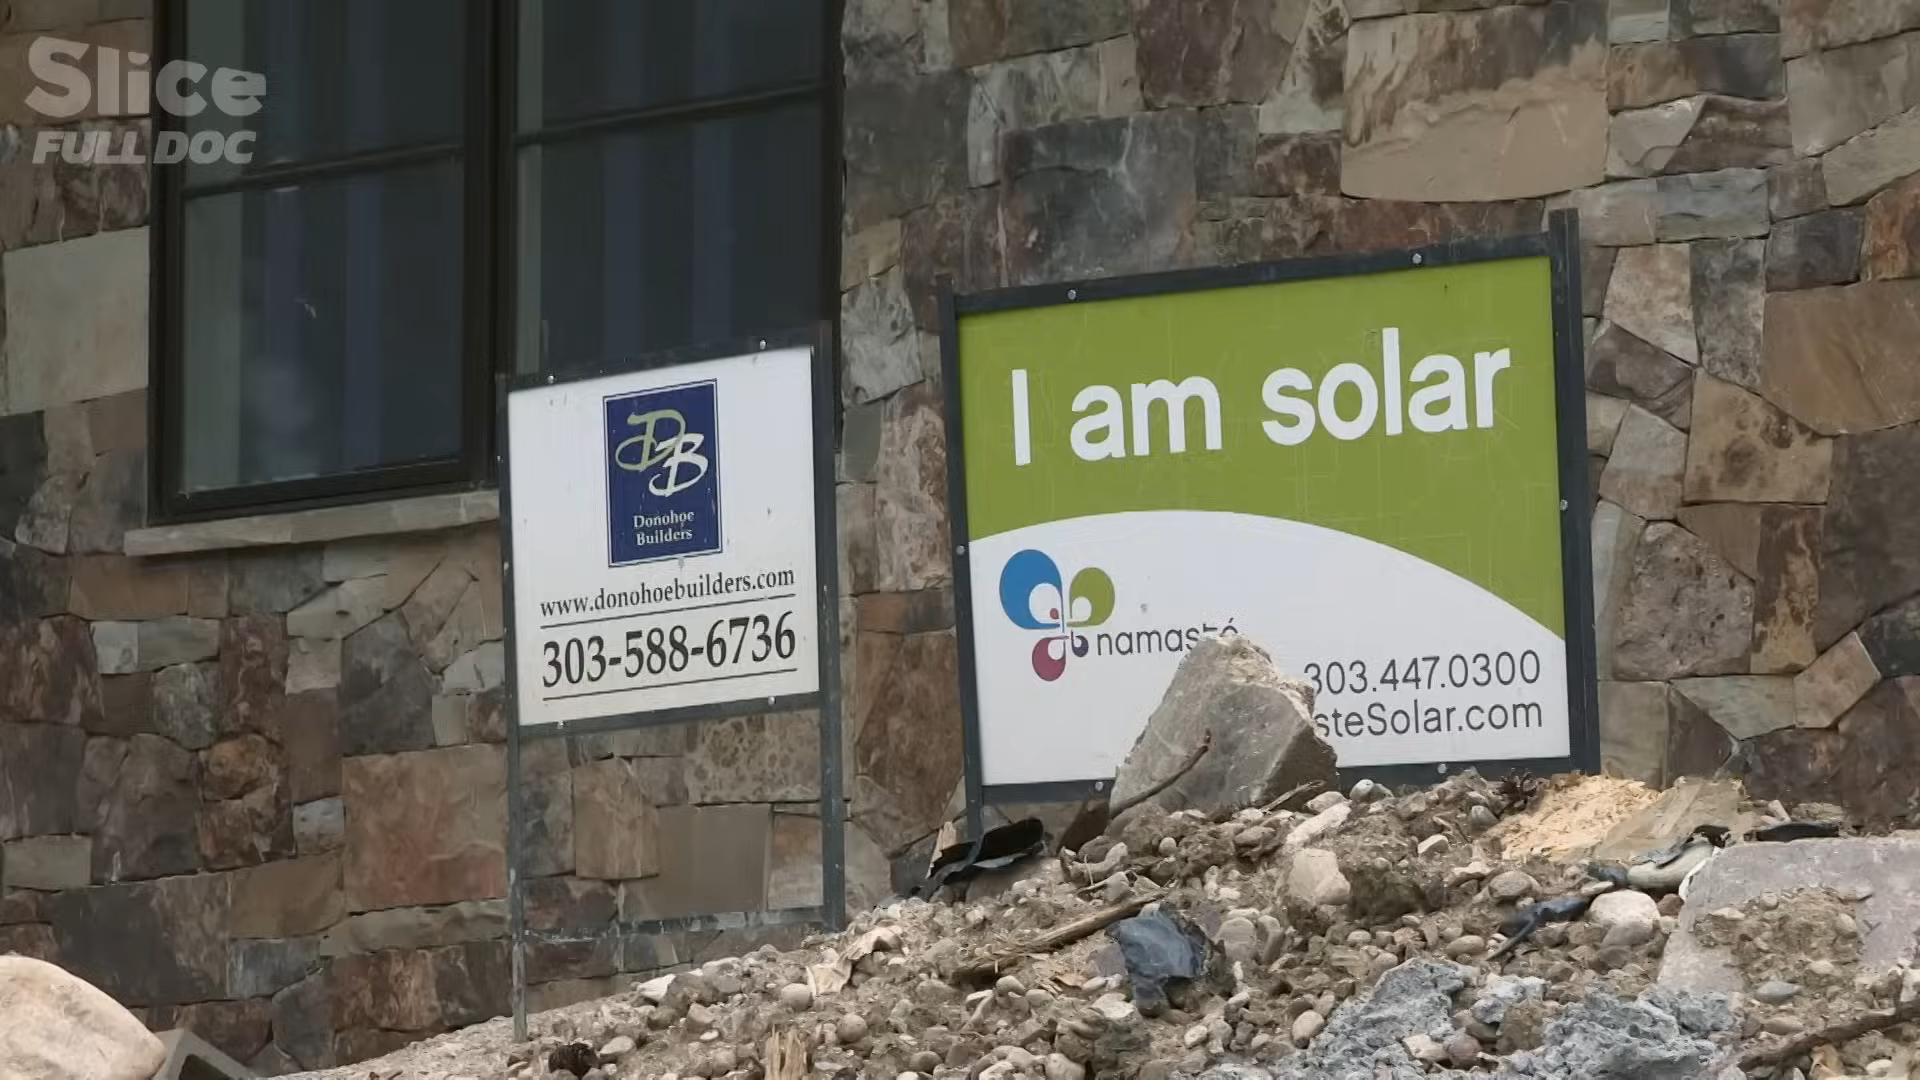 Slice
FULL DOC
DB
Donohoe
Builders
www.donohoebuilders.com
303-588-6736
I am solar
namasté
303.447.0300
steSolar.com